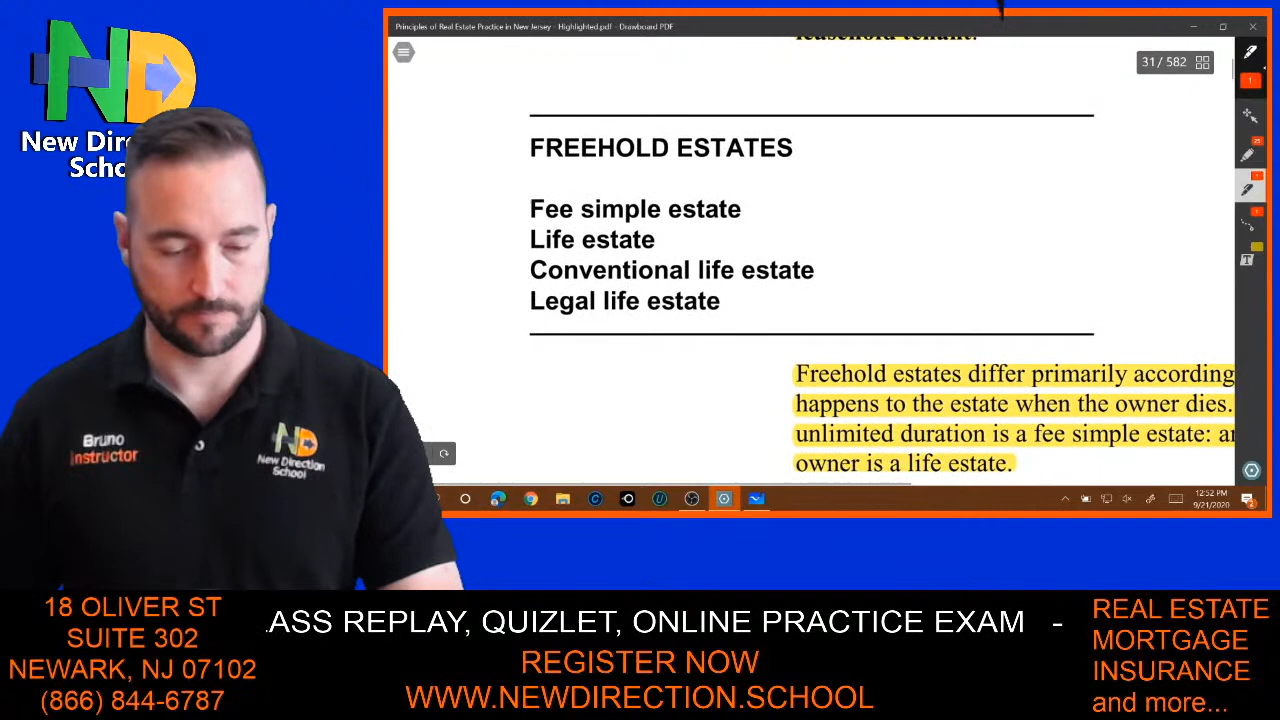 New Dire
Scho
Bruno
Instructor
New Direction
School
Principles of Real Estate Practice in New Jersey - Highlighted.pdf - Drawboard PDF
leasehold tenant.
31 / 582
FREEHOLD ESTATES
Fee simple estate
Life estate
Conventional life estate
Legal life estate
Freehold estates differ primarily according
happens to the estate when the owner dies.
unlimited duration is a fee simple estate: an
owner is a life estate.
12:52 PM
9/21/2020
18 OLIVER ST
SUITE 302
NEWARK, NJ 07102
(866) 844-6787
ASS REPLAY, QUIZLET, ONLINE PRACTICE EXAM -
REGISTER NOW
WWW.NEWDIRECTION.SCHOOL
REAL ESTATE
MORTGAGE
INSURANCE
and more...